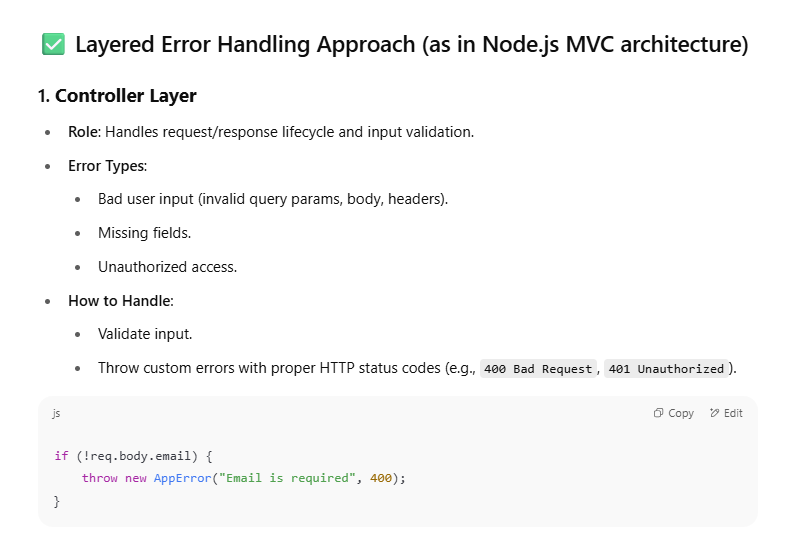 ✅ Layered Error Handling Approach (as in Node.js MVC architecture)
1. Controller Layer
• Role: Handles request/response lifecycle and input validation.
• Error Types:
• Bad user input (invalid query params, body, headers).
• Missing fields.
• Unauthorized access.
• How to Handle:
• Validate input.
• Throw custom errors with proper HTTP status codes (e.g., 400 Bad Request, 401 Unauthorized).
js Copy Edit
if (!req.body.email) {
    throw new AppError("Email is required", 400);
}